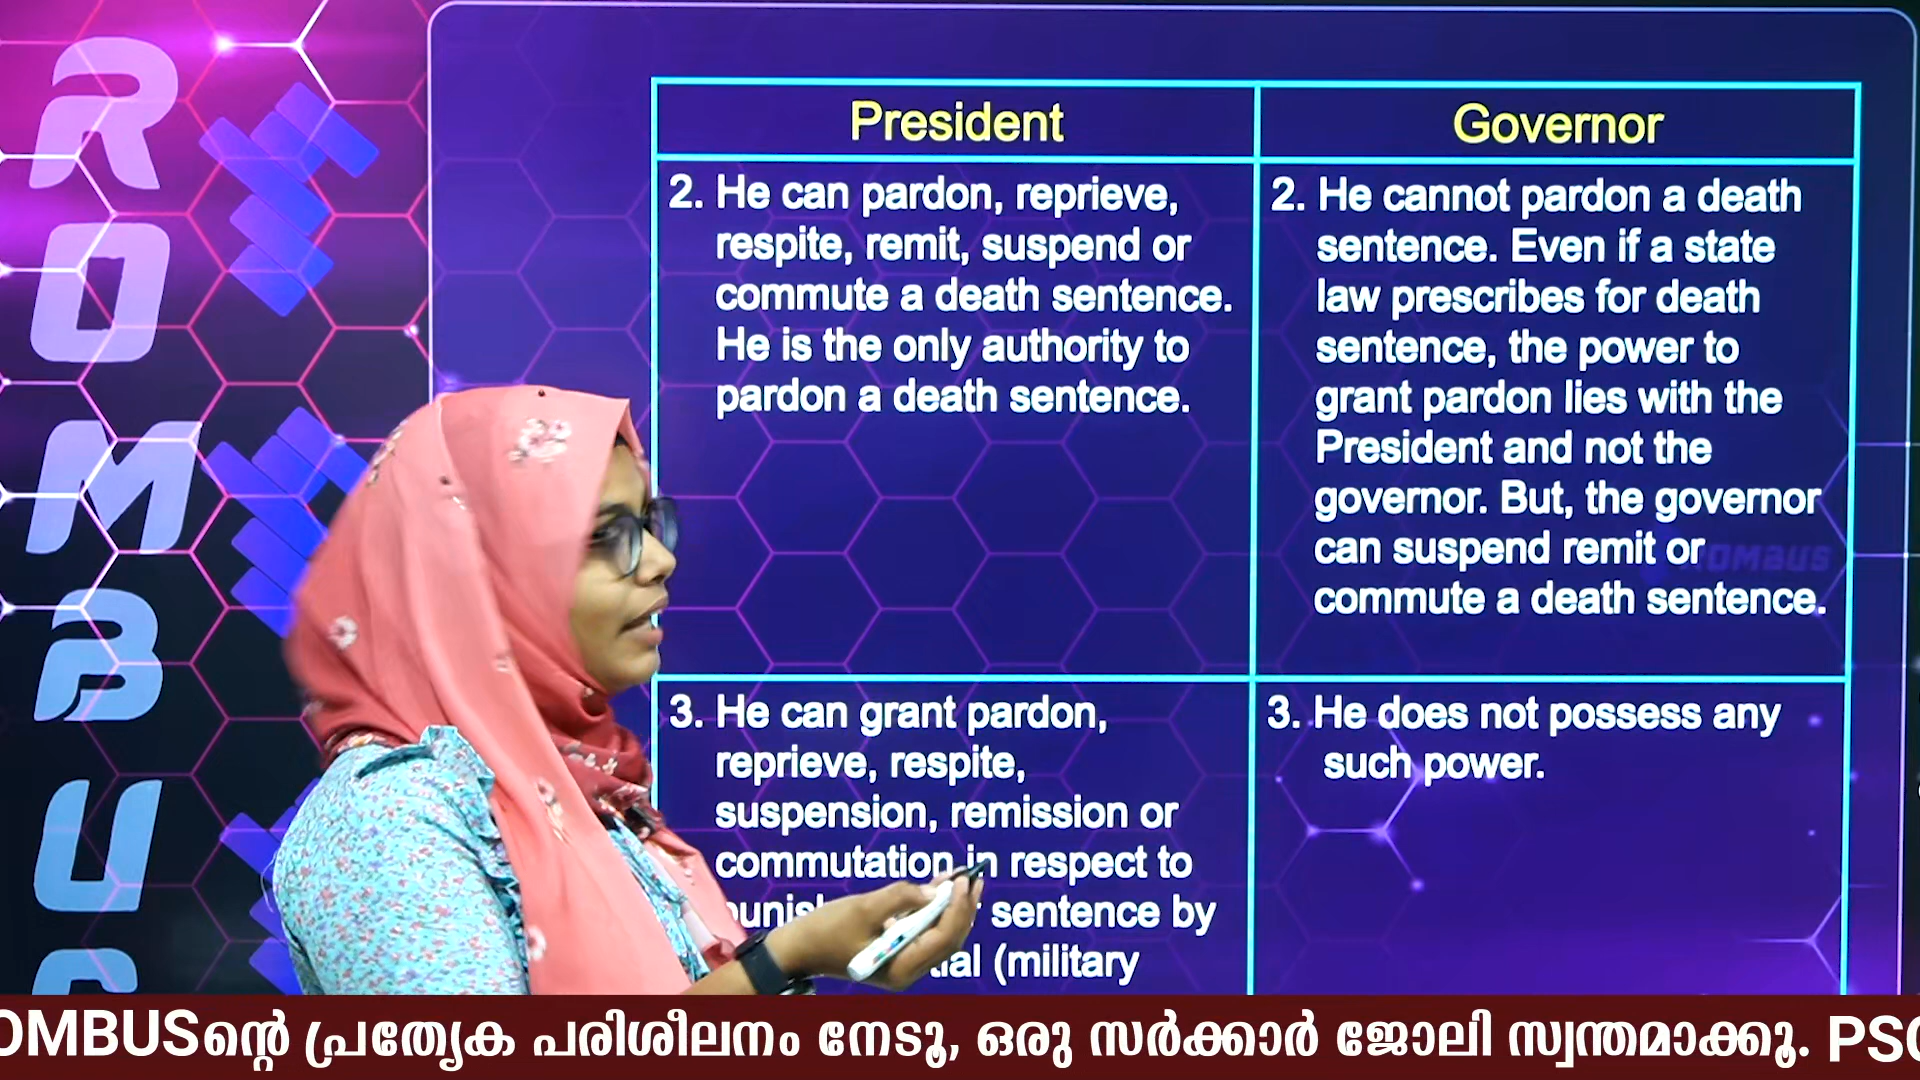 ROMBUS
President
Governor
2. He can pardon, reprieve,
respite, remit, suspend or
commute a death sentence.
He is the only authority to
pardon a death sentence.
2. He cannot pardon a death
sentence. Even if a state
law prescribes for death
sentence, the power to
grant pardon lies with the
President and not the
governor. But, the governor
can suspend remit or
commute a death sentence.
ROMBUS
3. He can grant pardon,
reprieve, respite,
suspension, remission or
commutation in respect to
sentence by
(military
3. He does not possess any
such power.
OMBUSന്റെ പ്രത്യേക പരിശീലനം നേടൂ, ഒരു സർക്കാർ ജോലി സ്വന്തമാക്കൂ. PSC